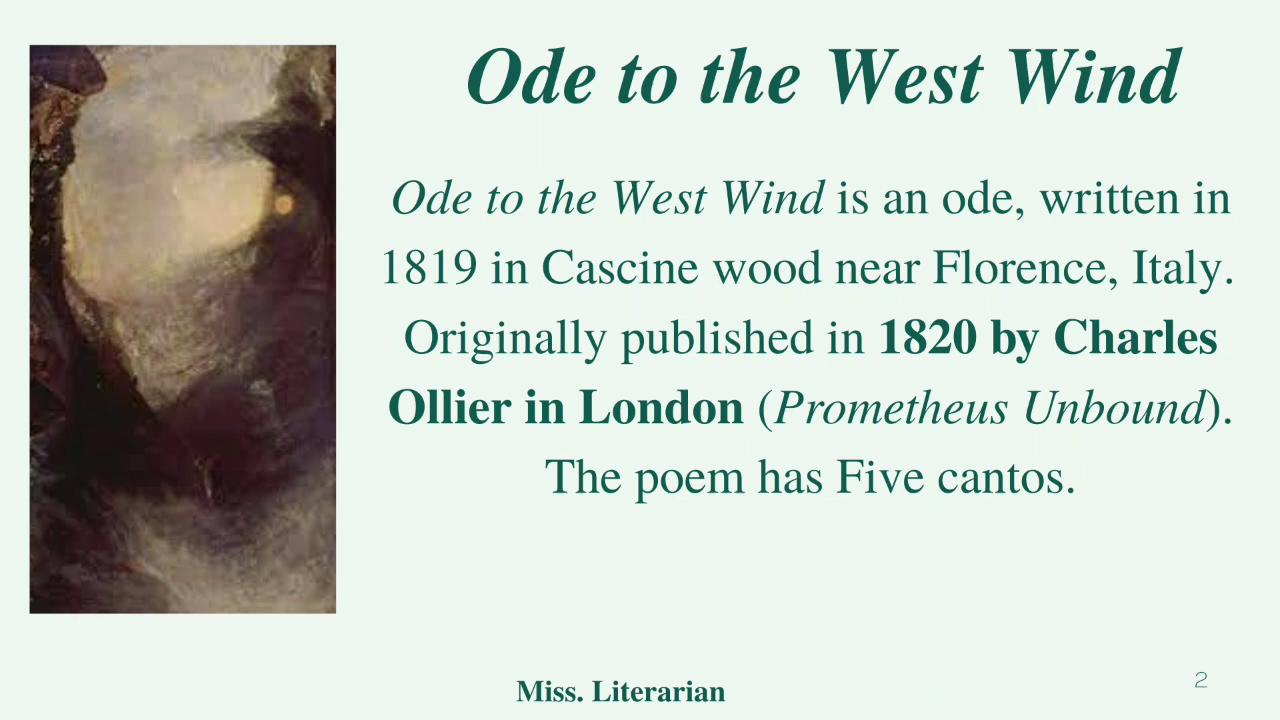 Ode to the West Wind
Ode to the West Wind is an ode, written in
1819 in Cascine wood near Florence, Italy.
Originally published in 1820 by Charles
Ollier in London (Prometheus Unbound).
The poem has Five cantos.
Miss. Literarian
2